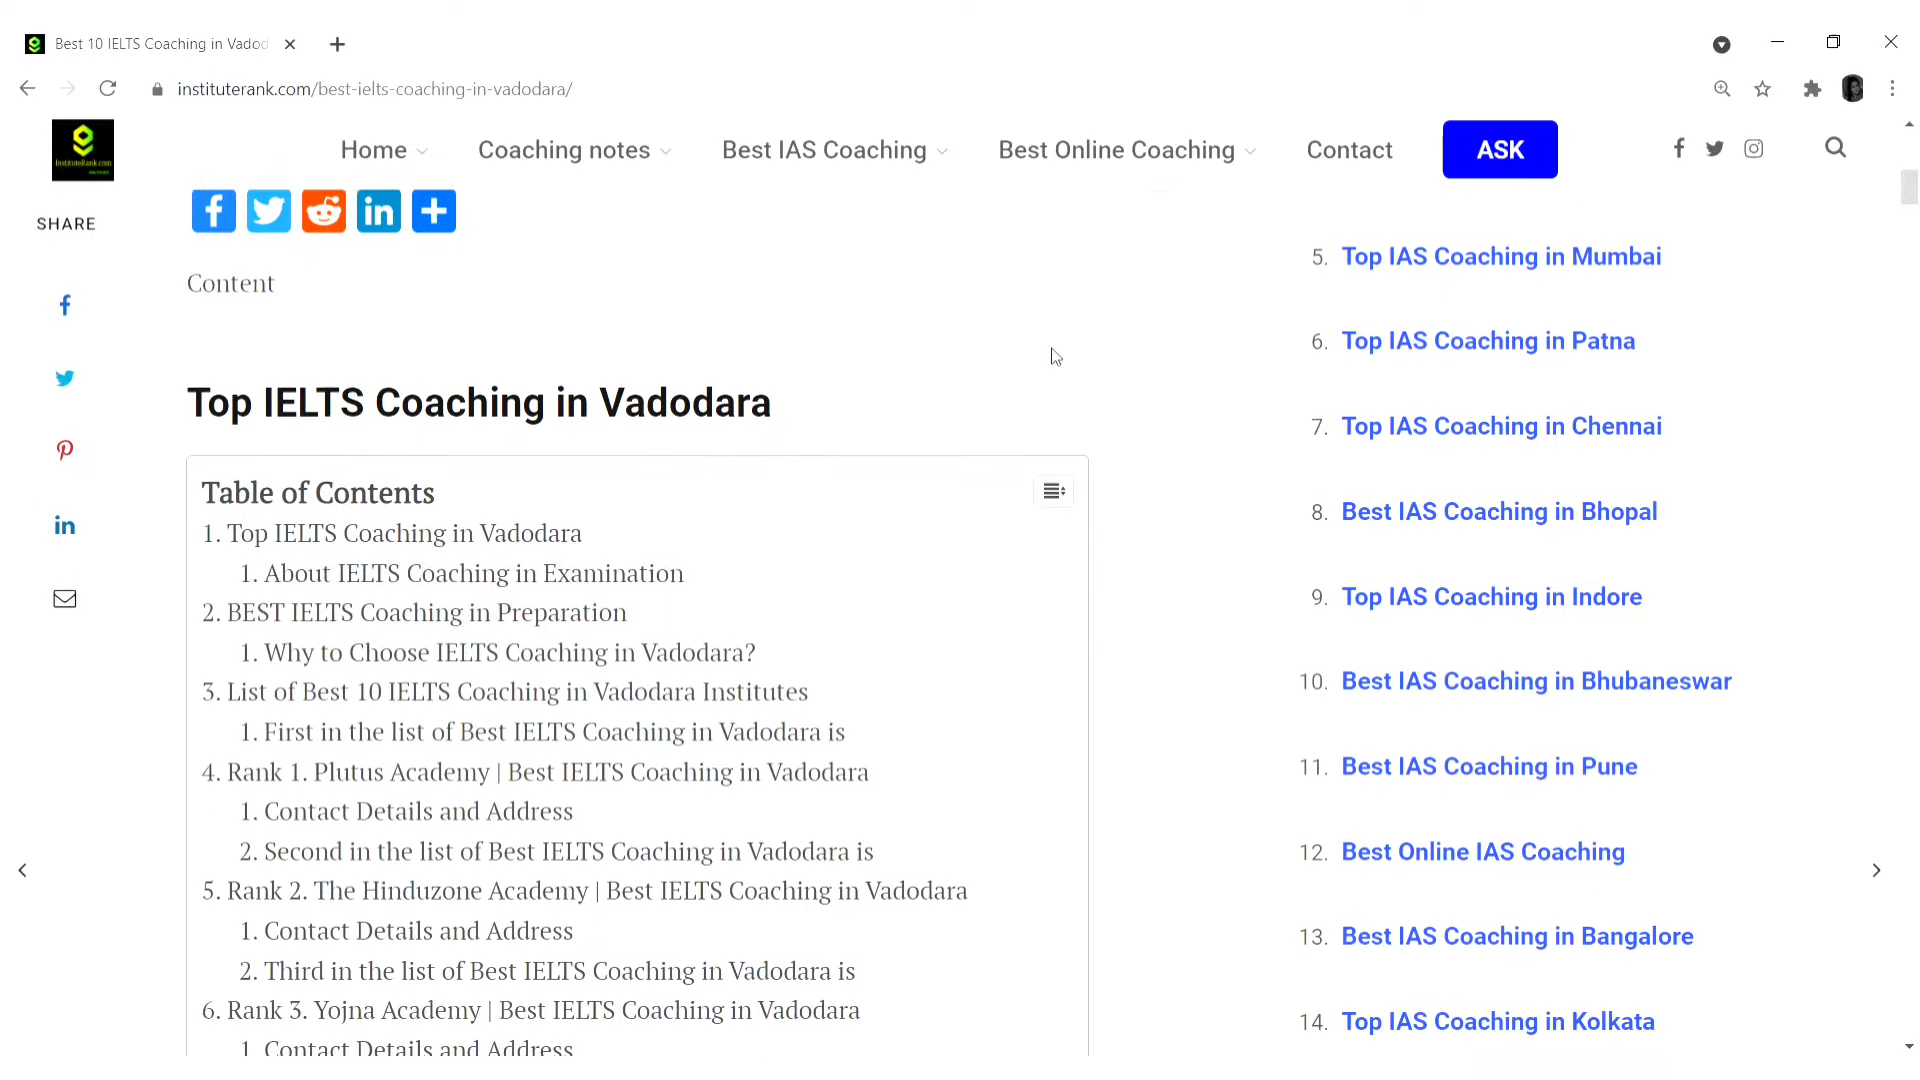 Best 10 IELTS Coaching in Vadod
instituterank.com/best-ielts-coaching-in-vadodara/
InstituteRank.com
Home
Coaching notes
Best IAS Coaching
Best Online Coaching
Contact
ASK
SHARE
Content
Top IELTS Coaching in Vadodara
Table of Contents
1. Top IELTS Coaching in Vadodara
1. About IELTS Coaching in Examination
2. BEST IELTS Coaching in Preparation
1. Why to Choose IELTS Coaching in Vadodara?
3. List of Best 10 IELTS Coaching in Vadodara Institutes
1. First in the list of Best IELTS Coaching in Vadodara is
4. Rank 1. Plutus Academy | Best IELTS Coaching in Vadodara
1. Contact Details and Address
2. Second in the list of Best IELTS Coaching in Vadodara is
5. Rank 2. The Hinduzone Academy | Best IELTS Coaching in Vadodara
1. Contact Details and Address
2. Third in the list of Best IELTS Coaching in Vadodara is
6. Rank 3. Yojna Academy | Best IELTS Coaching in Vadodara
1. Contact Details and Address
5. Top IAS Coaching in Mumbai
6. Top IAS Coaching in Patna
7. Top IAS Coaching in Chennai
8. Best IAS Coaching in Bhopal
9. Top IAS Coaching in Indore
10. Best IAS Coaching in Bhubaneswar
11. Best IAS Coaching in Pune
12. Best Online IAS Coaching
13. Best IAS Coaching in Bangalore
14. Top IAS Coaching in Kolkata